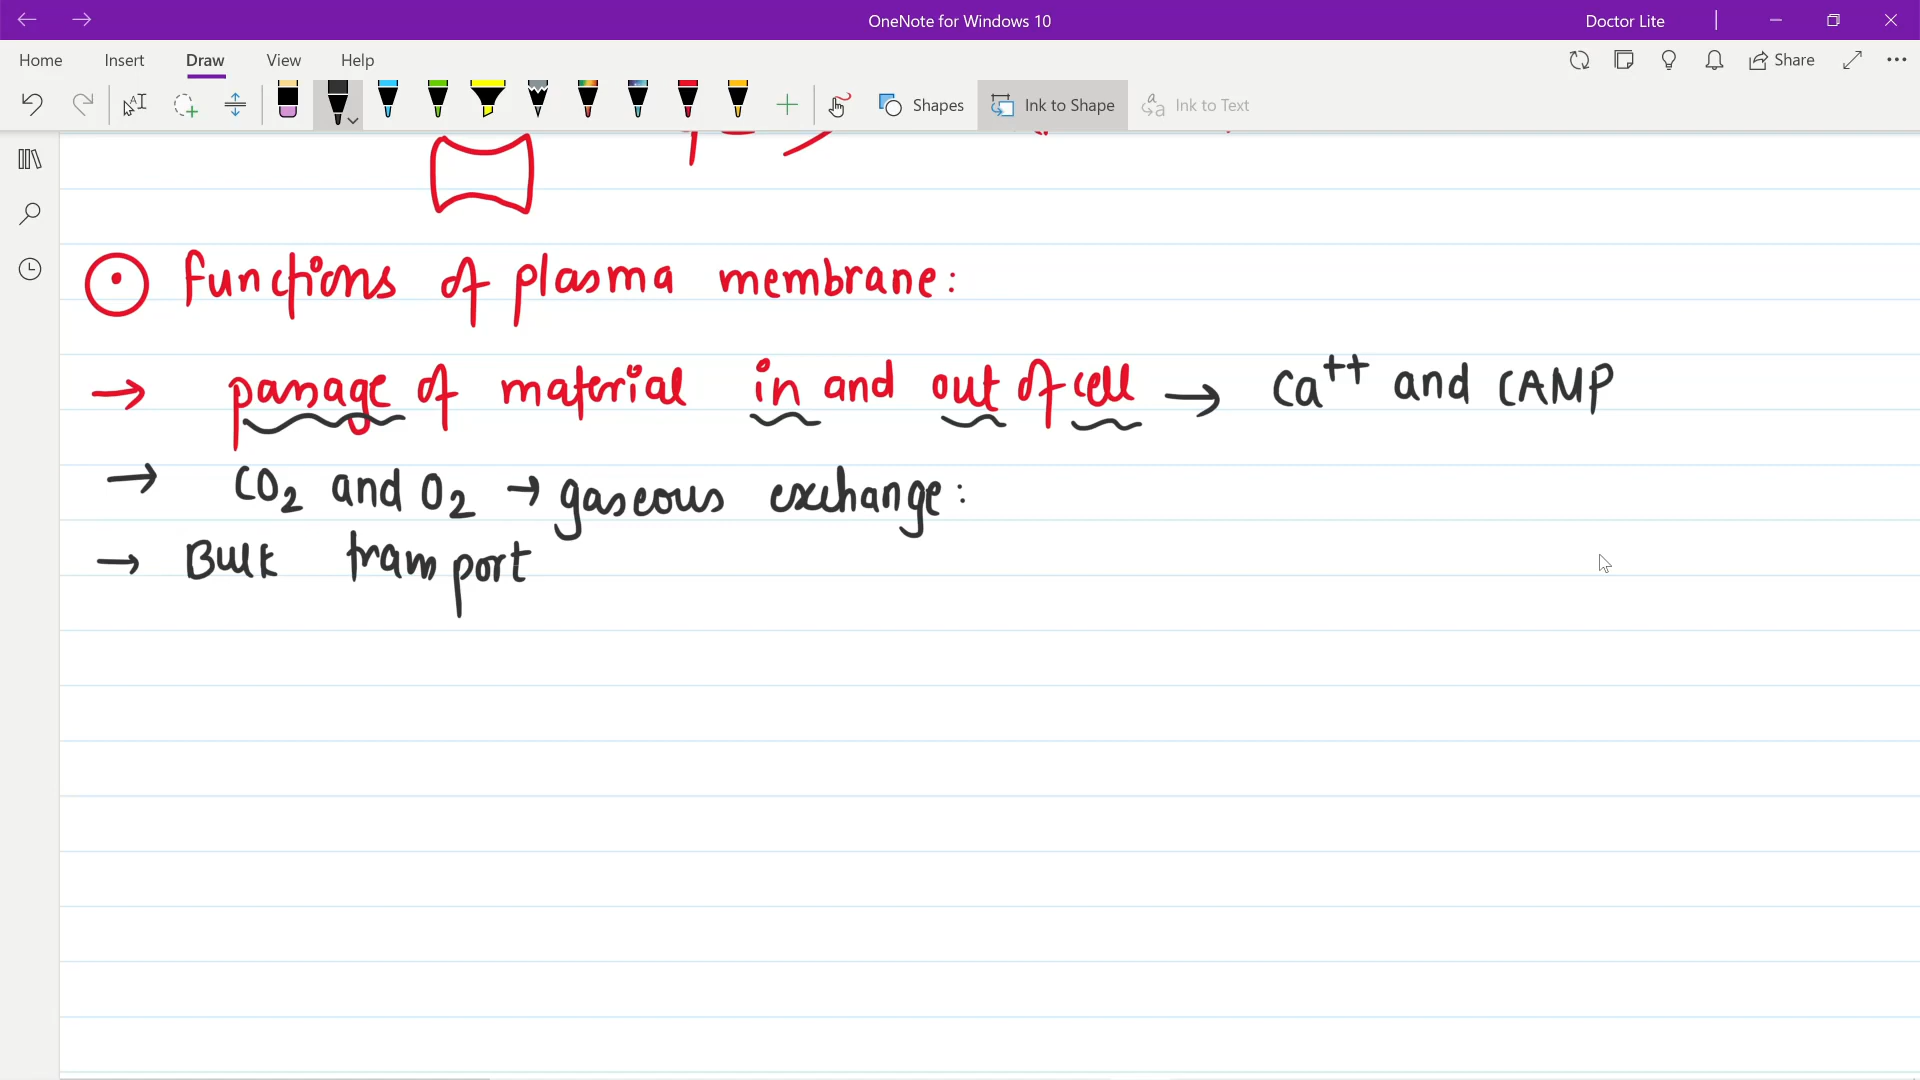 OneNote for Windows 10
Doctor Lite
Home Insert Draw View Help
Share
Shapes Ink to Shape Ink to Text
Functions of plasma membrane:
→ passage of material in and out of cell → Ca++ and CAMP
→ CO2 and O2 → gaseous exchange:
→ Bulk transport